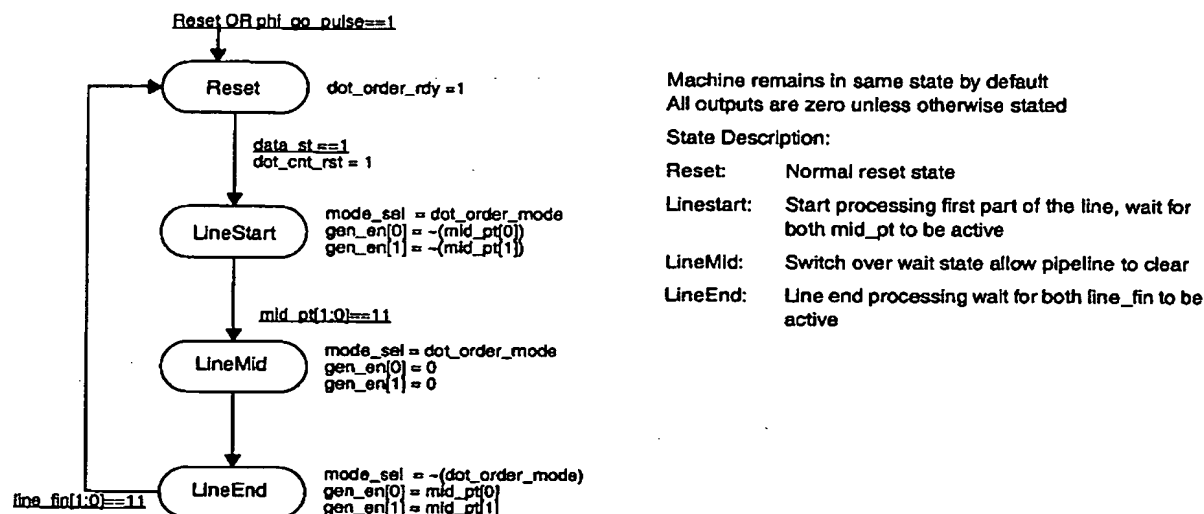 Reset OR phi_go_pulse==1
Reset
dot_order_rdy =1
data_st==1
dot_cnt_rst = 1
LineStart
mode_sel = dot_order_mode
gen_en[0] = ~(mid_pt[0])
gen_en[1] = ~(mid_pt[1])
mid_pt[1:0]==11
LineMid
mode_sel = dot_order_mode
gen_en[0] = 0
gen_en[1] = 0
LineEnd
mode_sel = ~(dot_order_mode)
gen_en[0] = mid_pt[0]
gen_en[1] = mid_pt[1]
line_fin[1:0]==11
Machine remains in same state by default
All outputs are zero unless otherwise stated
State Description:
Reset: Normal reset state
Linestart: Start processing first part of the line, wait for
both mid_pt to be active
LineMid: Switch over wait state allow pipeline to clear
LineEnd: Line end processing wait for both line_fin to be
active